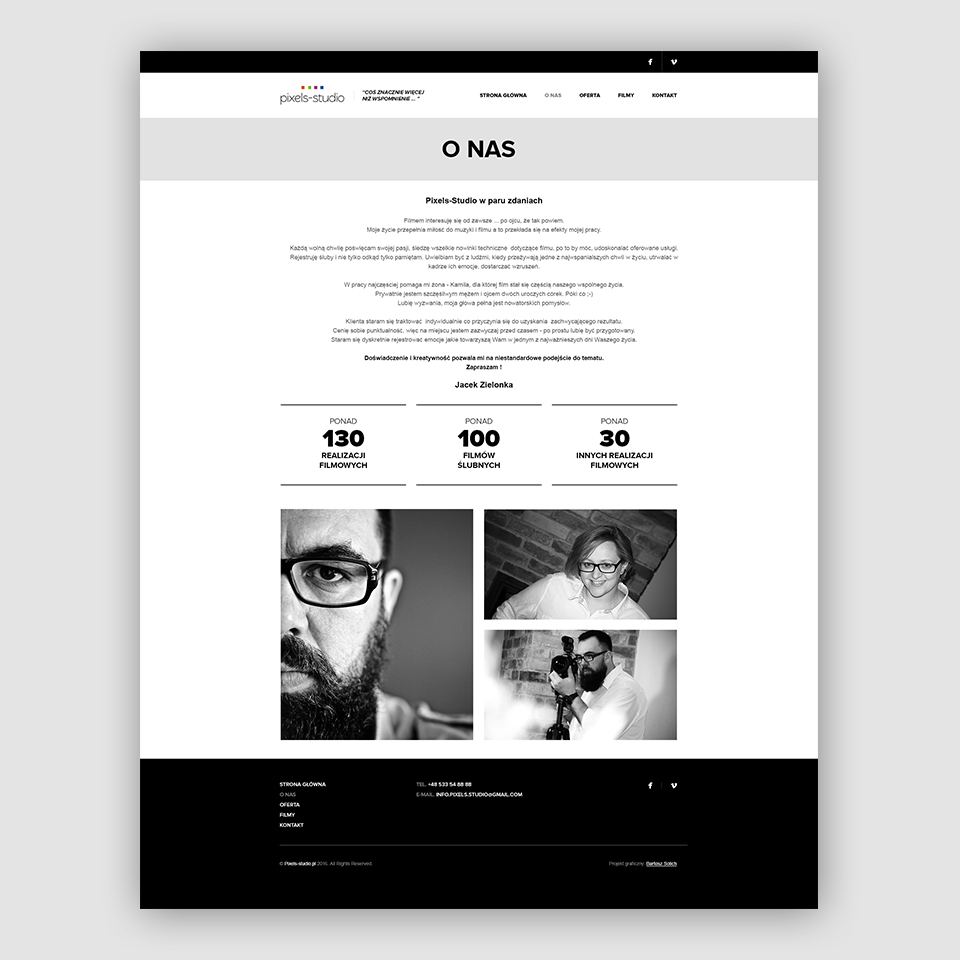 pixels-studio
"COŚ ZNACZNIE WIĘCEJ
NIŻ WSPOMNIENIE ... "
STRONA GŁÓWNA
O NAS
OFERTA
FILMY
KONTAKT
O NAS
Pixels-Studio w paru zdaniach
Filmem interesuję się od zawsze ... po ojcu, że tak powiem.
Moje życie przepełnia miłość do muzyki i filmu a to przekłada się na efekty mojej pracy.
Każdą wolną chwilę poświęcam swojej pasji, śledzę wszelkie nowinki techniczne dotyczące filmu, po to by móc, udoskonalać oferowane usługi.
Rejestruję śluby i nie tylko odkąd tylko pamiętam. Uwielbiam być z ludźmi, kiedy przeżywają jedne z najwspanialszych chwil w życiu, utrwalać w
kadrze ich emocje, dostarczać wzruszeń.
W pracy najczęściej pomaga mi żona - Kamila, dla której film stał się częścią naszego wspólnego życia.
Prywatnie jestem szczęśliwym mężem i ojcem dwóch uroczych córek. Póki co ;-)
Lubię wyzwania, moja głowa pełna jest nowatorskich pomysłów.
Klienta staram się traktować indywidualnie co przyczynia się do uzyskania zachwycającego rezultatu.
Cenię sobie punktualność, więc na miejscu jestem zazwyczaj przed czasem - po prostu lubię być przygotowany.
Staram się dyskretnie rejestrować emocje jakie towarzyszą Wam w jednym z najważniejszych dni Waszego życia.
Doświadczenie i kreatywność pozwala mi na niestandardowe podejście do tematu.
Zapraszam !
Jacek Zielonka
PONAD
130
REALIZACJI
FILMOWYCH
PONAD
100
FILMÓW
ŚLUBNYCH
PONAD
30
INNYCH REALIZACJI
FILMOWYCH
STRONA GŁÓWNA
O NAS
OFERTA
FILMY
KONTAKT
TEL. +48 533 54 88 88
E-MAIL. INFO.PIXELS.STUDIO@GMAIL.COM
© Pixels-studio.pl 2016. All Rights Reserved.
Projekt graficzny: Bartosz